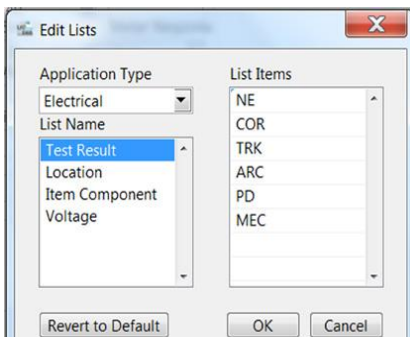 Edit Lists
Application Type
Electrical
List Name
Test Result
Location
Item Component
Voltage
List Items
NE
COR
TRK
ARC
PD
MEC
Revert to Default
OK
Cancel